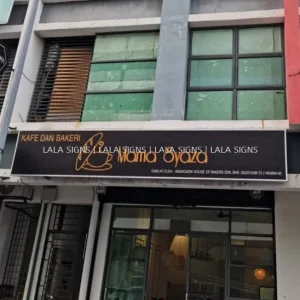 KAFE DAN BAKERI
Mama Syaza
LALA SIGNS | LALA SIGNS | LALA SIGNS | LALA SIGNS